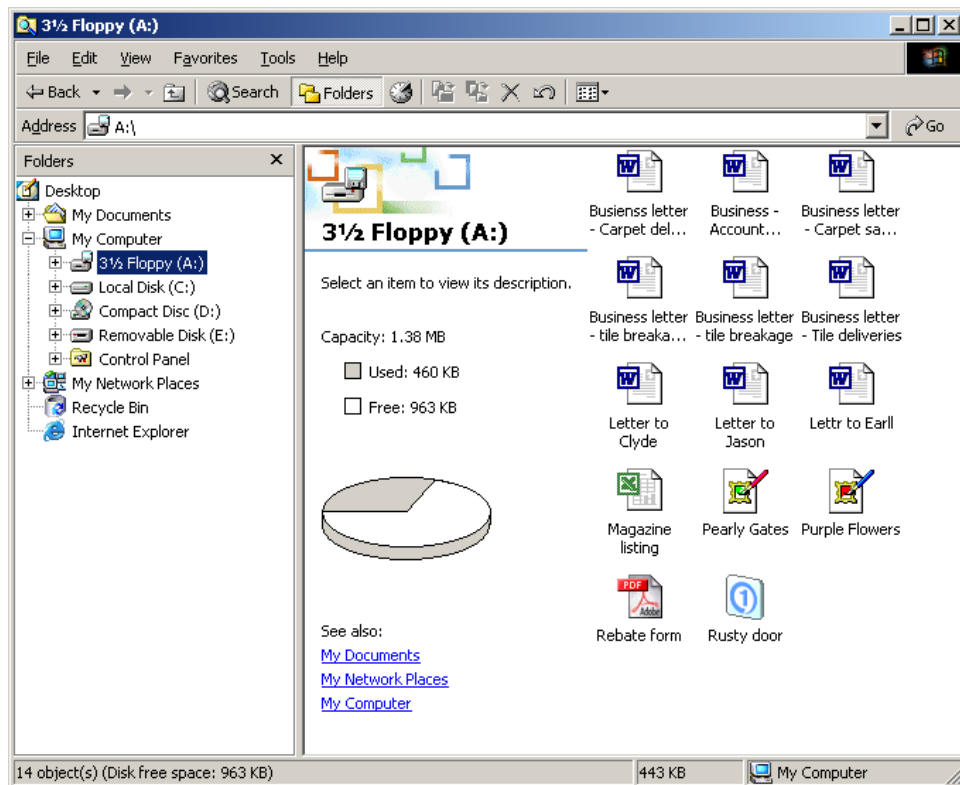 3½ Floppy (A:)
File Edit View Favorites Tools Help
Back Search Folders
Address A:\ Go
Folders
Desktop
My Documents
My Computer
3½ Floppy (A:)
Local Disk (C:)
Compact Disc (D:)
Removable Disk (E:)
Control Panel
My Network Places
Recycle Bin
Internet Explorer
3½ Floppy (A:)
Select an item to view its description.
Capacity: 1.38 MB
Used: 460 KB
Free: 963 KB
See also:
My Documents
My Network Places
My Computer
Busienss letter
- Carpet del...
Business -
Account...
Business letter
- Carpet sa...
Business letter
- tile breaka...
Business letter
- tile breakage
Business letter
- Tile deliveries
Letter to
Clyde
Letter to
Jason
Lettr to Earll
Magazine
listing
Pearly Gates
Purple Flowers
PDF
Adobe
Rebate form
Rusty door
14 object(s) (Disk free space: 963 KB) 443 KB My Computer